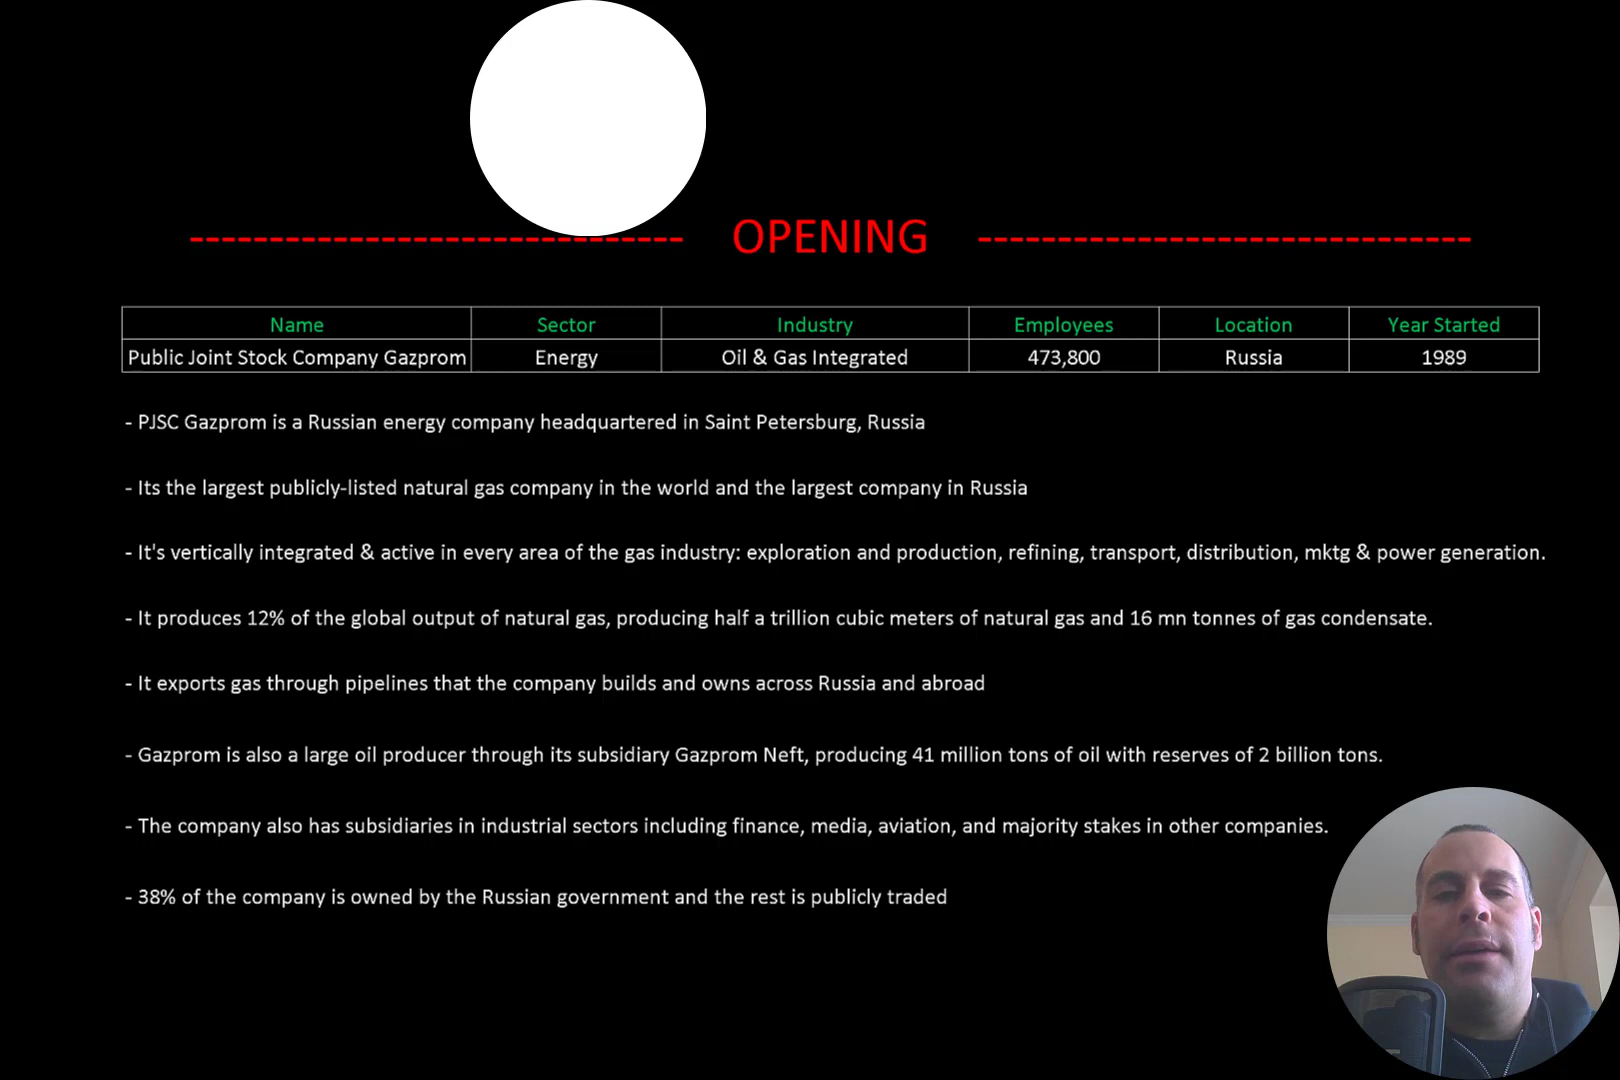 OPENING
Name Sector Industry Employees Location Year Started
Public Joint Stock Company Gazprom Energy Oil & Gas Integrated 473,800 Russia 1989
- PJSC Gazprom is a Russian energy company headquartered in Saint Petersburg, Russia
- Its the largest publicly-listed natural gas company in the world and the largest company in Russia
- It's vertically integrated & active in every area of the gas industry: exploration and production, refining, transport, distribution, mktg & power generation.
- It produces 12% of the global output of natural gas, producing half a trillion cubic meters of natural gas and 16 mn tonnes of gas condensate.
- It exports gas through pipelines that the company builds and owns across Russia and abroad
- Gazprom is also a large oil producer through its subsidiary Gazprom Neft, producing 41 million tons of oil with reserves of 2 billion tons.
- The company also has subsidiaries in industrial sectors including finance, media, aviation, and majority stakes in other companies.
- 38% of the company is owned by the Russian government and the rest is publicly traded